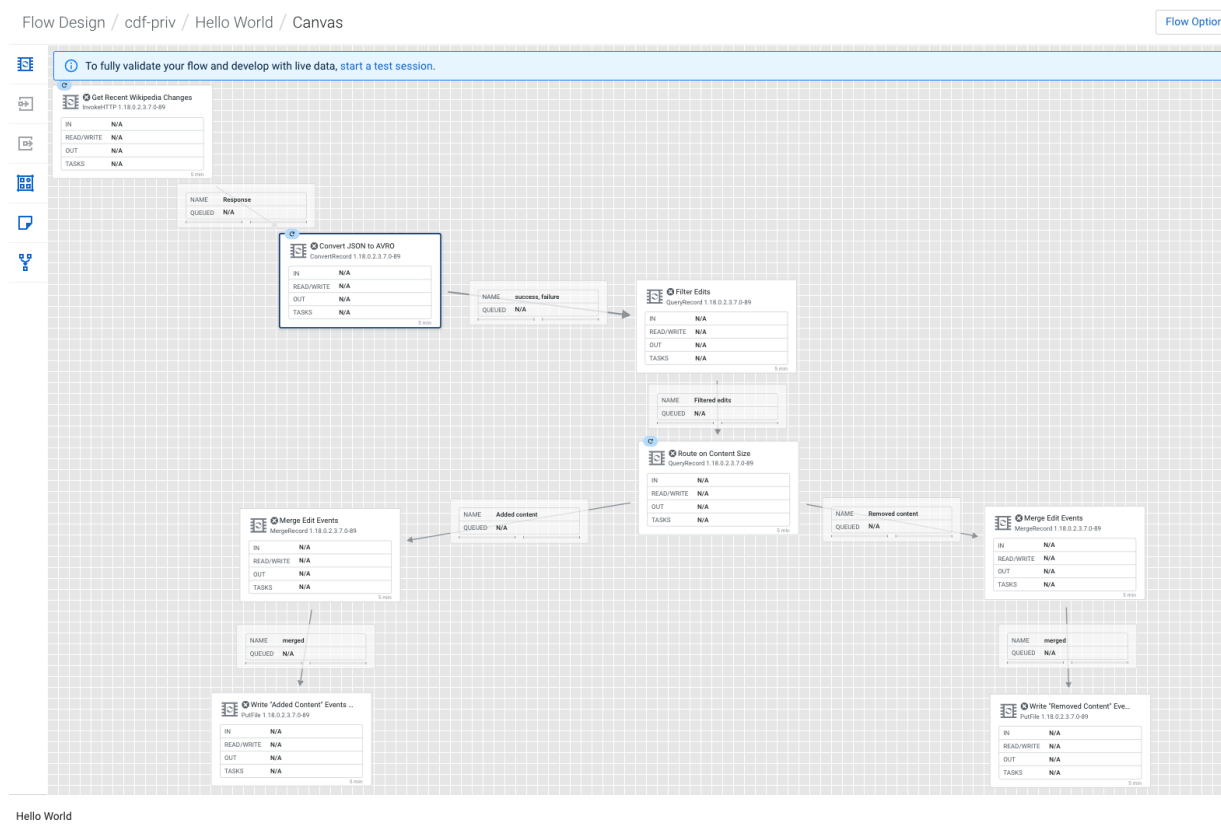 Flow Design / cdf-priv / Hello World / Canvas
Flow Option
To fully validate your flow and develop with live data, start a test session.
Get Recent Wikipedia Changes
InvokeHTTP 1.18.0.2.3.7.0-89
IN N/A
READ/WRITE N/A
OUT N/A
TASKS N/A
5 min
NAME Response
QUEUED N/A
Convert JSON to AVRO
ConvertRecord 1.18.0.2.3.7.0-89
IN N/A
READ/WRITE N/A
OUT N/A
TASKS N/A
5 min
NAME success, failure
QUEUED N/A
Filter Edits
QueryRecord 1.18.0.2.3.7.0-89
IN N/A
READ/WRITE N/A
OUT N/A
TASKS N/A
5 min
NAME Filtered edits
QUEUED N/A
Route on Content Size
QueryRecord 1.18.0.2.3.7.0-89
IN N/A
READ/WRITE N/A
OUT N/A
TASKS N/A
5 min
NAME Added content
QUEUED N/A
NAME Removed content
QUEUED N/A
Merge Edit Events
MergeRecord 1.18.0.2.3.7.0-89
IN N/A
READ/WRITE N/A
OUT N/A
TASKS N/A
5 min
Merge Edit Events
MergeRecord 1.18.0.2.3.7.0-89
IN N/A
READ/WRITE N/A
OUT N/A
TASKS N/A
5 min
NAME merged
QUEUED N/A
NAME merged
QUEUED N/A
Write "Added Content" Events ...
PutFile 1.18.0.2.3.7.0-89
IN N/A
READ/WRITE N/A
OUT N/A
TASKS N/A
5 min
Write "Removed Content" Eve...
PutFile 1.18.0.2.3.7.0-89
IN N/A
READ/WRITE N/A
OUT N/A
TASKS N/A
5 min
Hello World